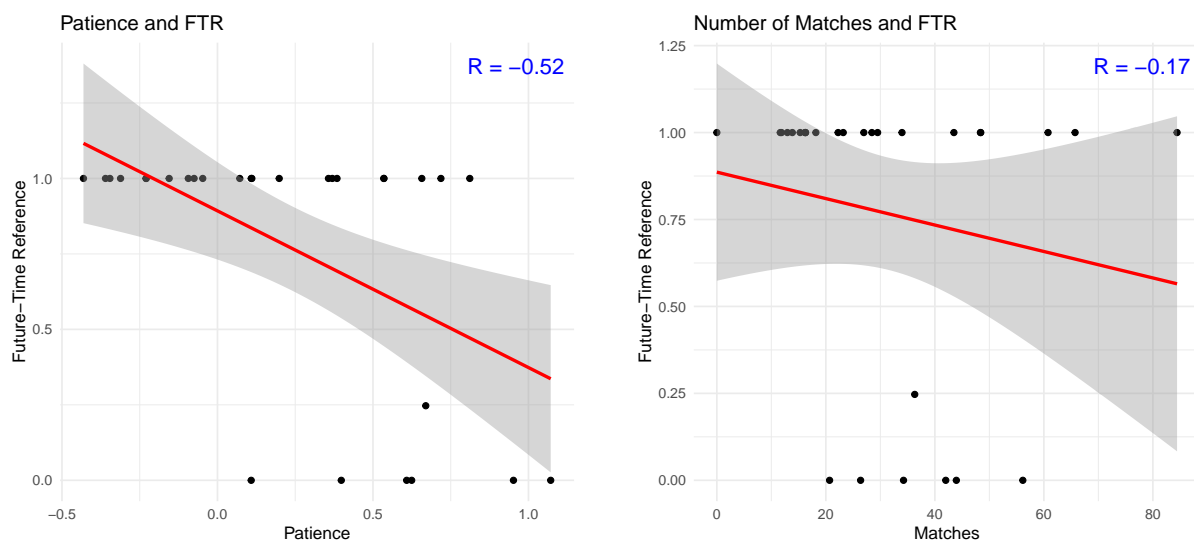 Patience and FTR
R = −0.52
Future−Time Reference
1.0
0.5
0.0
−0.5
0.0
0.5
1.0
Patience
Number of Matches and FTR
R = −0.17
Future−Time Reference
1.25
1.00
0.75
0.50
0.25
0.00
0
20
40
60
80
Matches